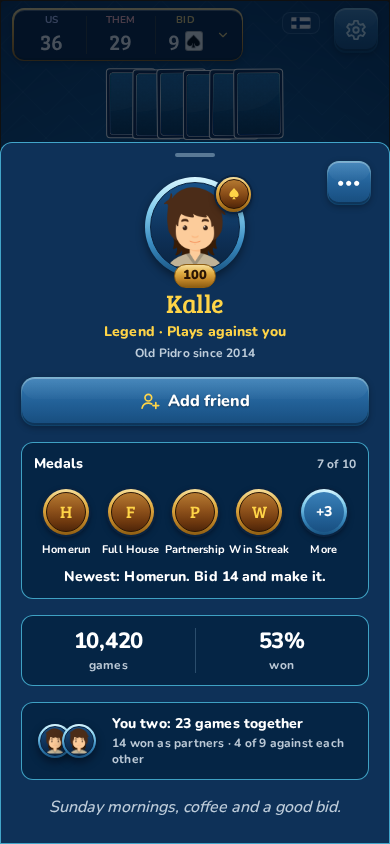 US THEM BID
36 29 9 ♠
100
Kalle
Legend · Plays against you
Old Pidro since 2014
Add friend
Medals 7 of 10
H F P W +3
Homerun Full House Partnership Win Streak More
Newest: Homerun. Bid 14 and make it.
10,420 53%
games won
You two: 23 games together
14 won as partners · 4 of 9 against each
other
Sunday mornings, coffee and a good bid.